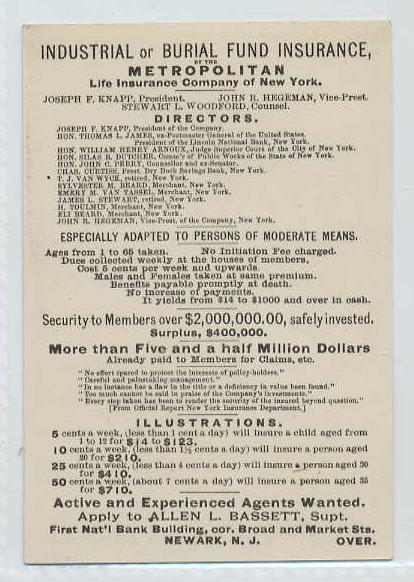 INDUSTRIAL or BURIAL FUND INSURANCE,
BY THE
METROPOLITAN
Life Insurance Company of New York.
JOSEPH F. KNAPP, President. JOHN R. HEGEMAN, Vice-Prest.
STEWART L. WOODFORD, Counsel.
DIRECTORS.
JOSEPH F. KNAPP, President of the Company.
HON. THOMAS L. JAMES, ex-Postmaster General of the United States.
President of the Lincoln National Bank, New York.
HON. WILLIAM HENRY ARNOUX, Judge Superior Court of the City of New York.
HON. SILAS B. DUTCHER, Comm'r of Public Works of the State of New York.
HON. JOHN C. PERRY, Counsellor and ex-Senator.
CHAS. CURTISS, Prest. Dry Dock Savings Bank, New York.
T. J. VAN WYCK, retired, New York.
SYLVESTER M. BEARD, Merchant, New York.
EMERY M. VAN TASSEL, Merchant, New York.
JAMES L. STEWART, retired, New York.
H. TOULMIN, Merchant, New York.
ELI BEARD, Merchant, New York.
JOHN R. HEGEMAN, Vice-Prest. of the Company, New York.
ESPECIALLY ADAPTED TO PERSONS OF MODERATE MEANS.
Ages from 1 to 65 taken. No Initiation Fee charged.
Dues collected weekly at the houses of members.
Cost 5 cents per week and upwards.
Males and Females taken at same premium.
Benefits payable promptly at death.
No increase of payments.
It yields from $14 to $1000 and over in cash.
Security to Members over $2,000,000.00, safely invested.
Surplus, $400,000.
More than Five and a half Million Dollars
Already paid to Members for Claims, etc.
"No effort spared to protect the interests of policy-holders."
"Careful and painstaking management."
"In no instance has a flaw in the title or a deficiency in value been found."
"Too much cannot be said in praise of the Company's investments."
"Every step taken has been to render the security of the insured beyond question."
[From Official Report New York Insurance Department.]
ILLUSTRATIONS.
5 cents a week, (less than 1 cent a day) will insure a child aged from
1 to 12 for $14 to $123.
10 cents a week, (less than 1½ cents a day) will insure a person aged
20 for $210.
25 cents a week, (less than 4 cents a day) will insure a person aged 30
for $410.
50 cents a week, (about 7 cents a day) will insure a person aged 35
for $710.
Active and Experienced Agents Wanted.
Apply to ALLEN L. BASSETT, Supt.
First Nat'l Bank Building, cor. Broad and Market Sts.
NEWARK, N. J. OVER.